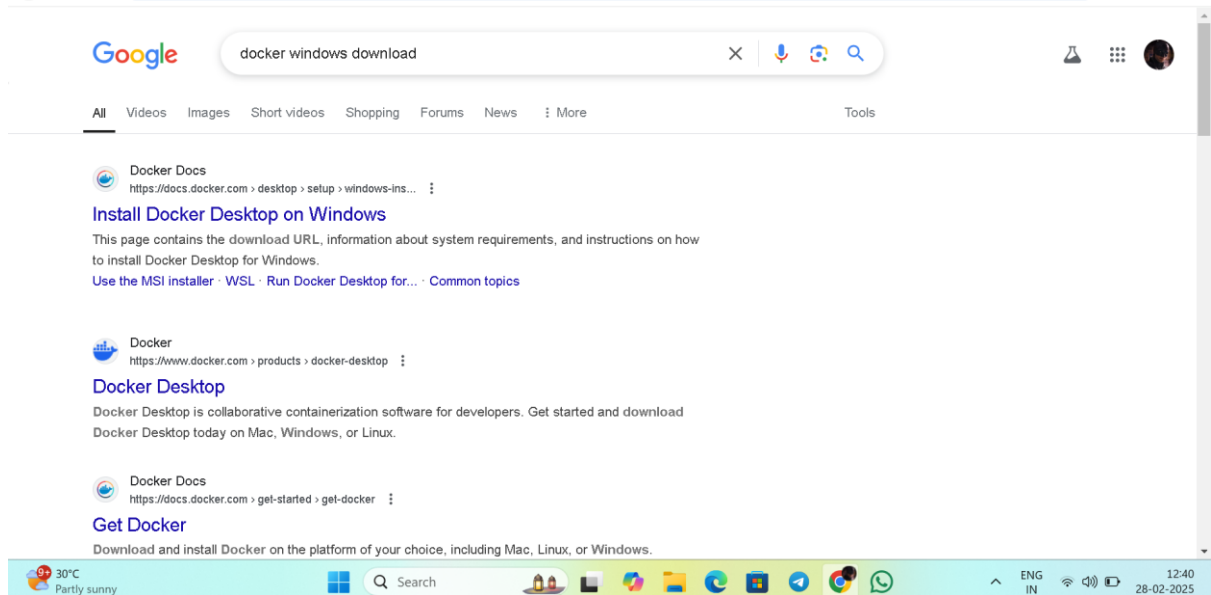 Google
docker windows download
All Videos Images Short videos Shopping Forums News More Tools
Docker Docs
https://docs.docker.com › desktop › setup › windows-ins...
Install Docker Desktop on Windows
This page contains the download URL, information about system requirements, and instructions on how
to install Docker Desktop for Windows.
Use the MSI installer · WSL · Run Docker Desktop for... · Common topics
Docker
https://www.docker.com › products › docker-desktop
Docker Desktop
Docker Desktop is collaborative containerization software for developers. Get started and download
Docker Desktop today on Mac, Windows, or Linux.
Docker Docs
https://docs.docker.com › get-started › get-docker
Get Docker
Download and install Docker on the platform of your choice, including Mac, Linux, or Windows.
9+ 30°C
Partly sunny
Search
ENG
IN
12:40
28-02-2025